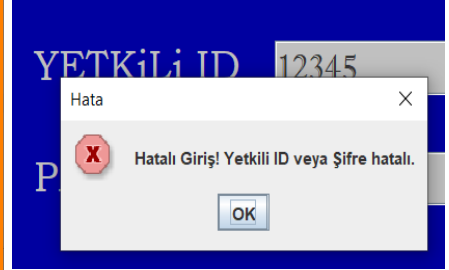 YETKiLi ID 12345
Hata
Hatalı Giriş! Yetkili ID veya Şifre hatalı.
OK